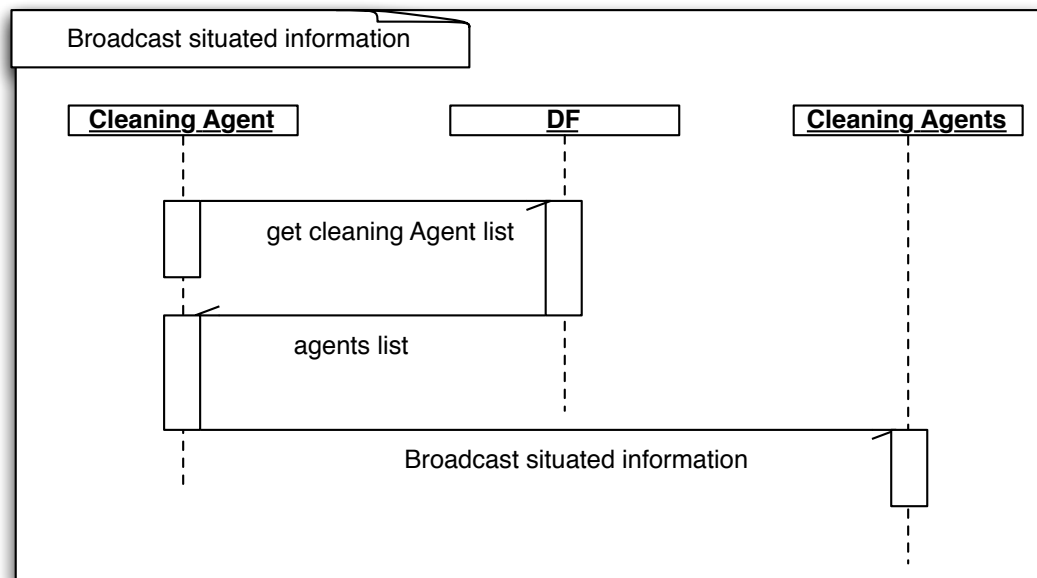 Broadcast situated information
Cleaning Agent
DF
Cleaning Agents
get cleaning Agent list
agents list
Broadcast situated information